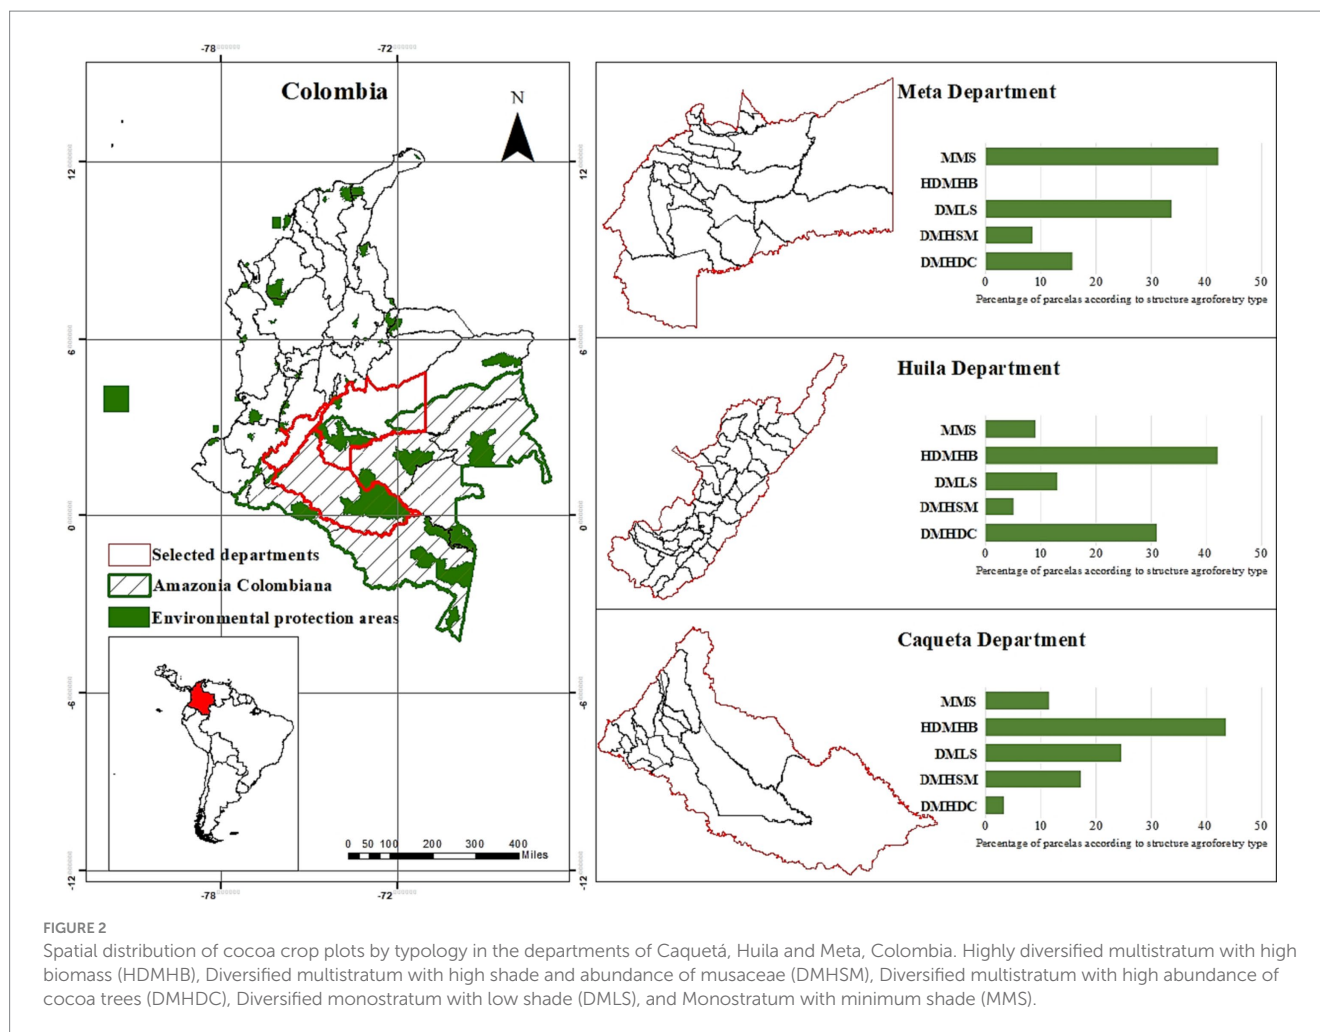 -78
-72
Colombia
N
12
12
6
6
0
0
-6
-6
-12
-12
Selected departments
Amazonia Colombiana
Environmental protection areas
0 50 100 200 300 400
Miles
-78
-72
Meta Department
MMS
HDMHB
DMLS
DMHSM
DMHDC
0 10 20 30 40 50
Percentage of parcelas according to structure agroforetry type
Huila Department
MMS
HDMHB
DMLS
DMHSM
DMHDC
0 10 20 30 40 50
Percentage of parcelas according to structure agroforetry type
Caqueta Department
MMS
HDMHB
DMLS
DMHSM
DMHDC
0 10 20 30 40 50
Percentage of parcelas according to structure agroforetry type
FIGURE 2
Spatial distribution of cocoa crop plots by typology in the departments of Caquetá, Huila and Meta, Colombia. Highly diversified multistratum with high
biomass (HDMHB), Diversified multistratum with high shade and abundance of musaceae (DMHSM), Diversified multistratum with high abundance of
cocoa trees (DMHDC), Diversified monostratum with low shade (DMLS), and Monostratum with minimum shade (MMS).